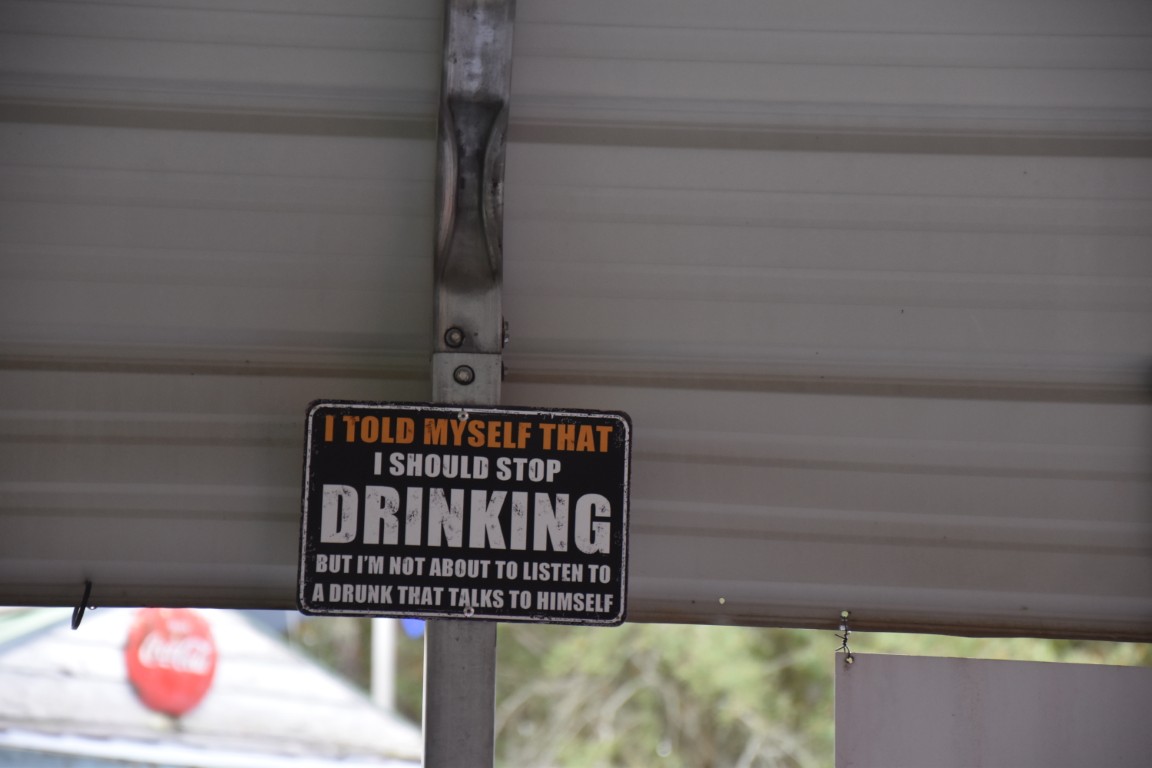 I TOLD MYSELF THAT
I SHOULD STOP
DRINKING
BUT I'M NOT ABOUT TO LISTEN TO
A DRUNK THAT TALKS TO HIMSELF
Coca-Cola